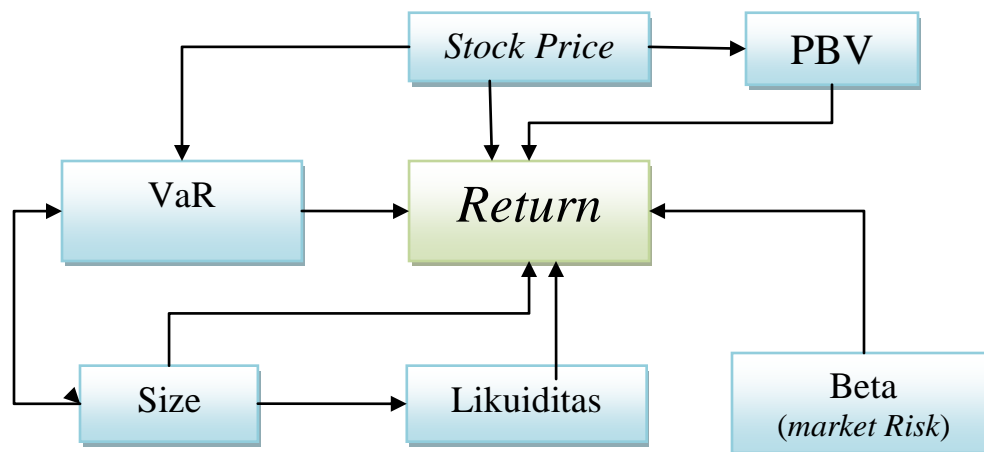 Stock Price
PBV
VaR
Return
Size
Likuiditas
Beta
(market Risk)